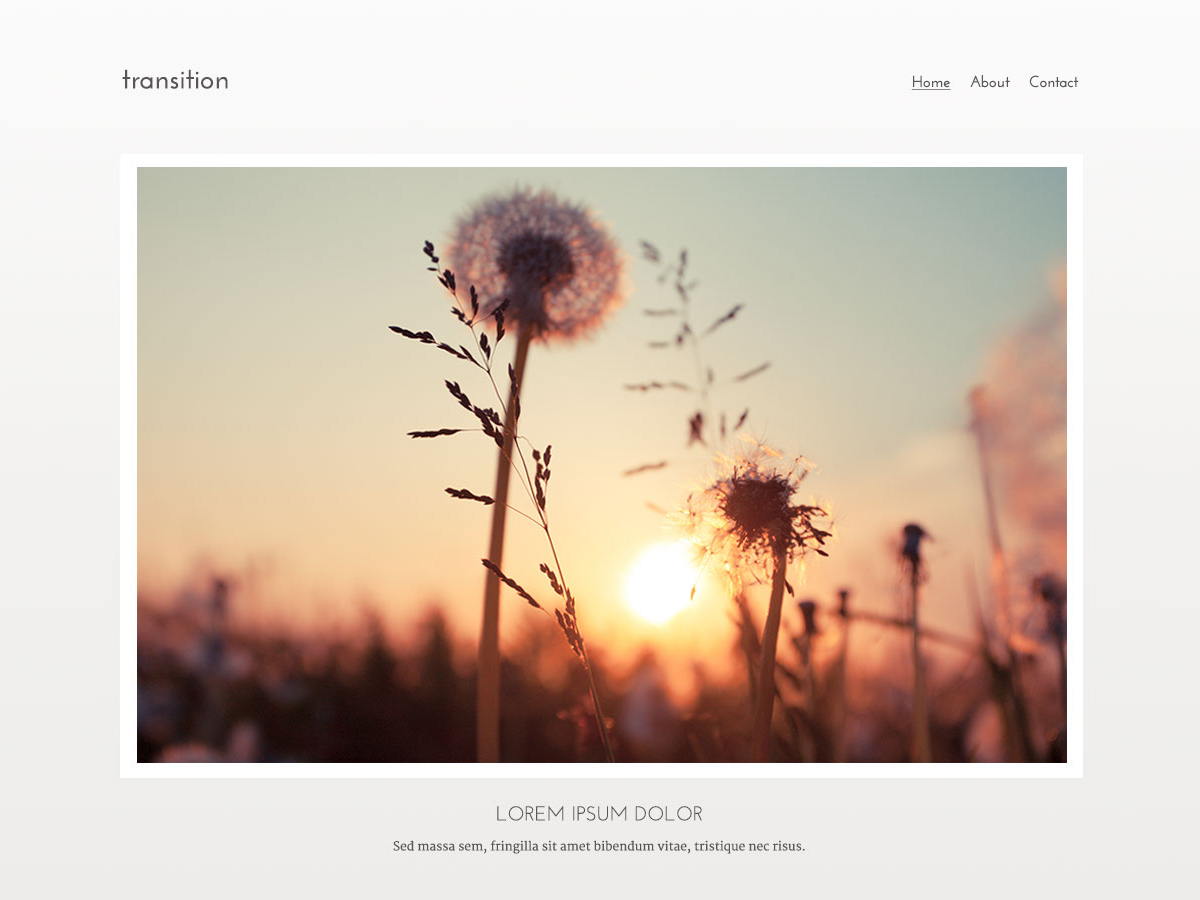 transition
Home About Contact
LOREM IPSUM DOLOR
Sed massa sem, fringilla sit amet bibendum vitae, tristique nec risus.